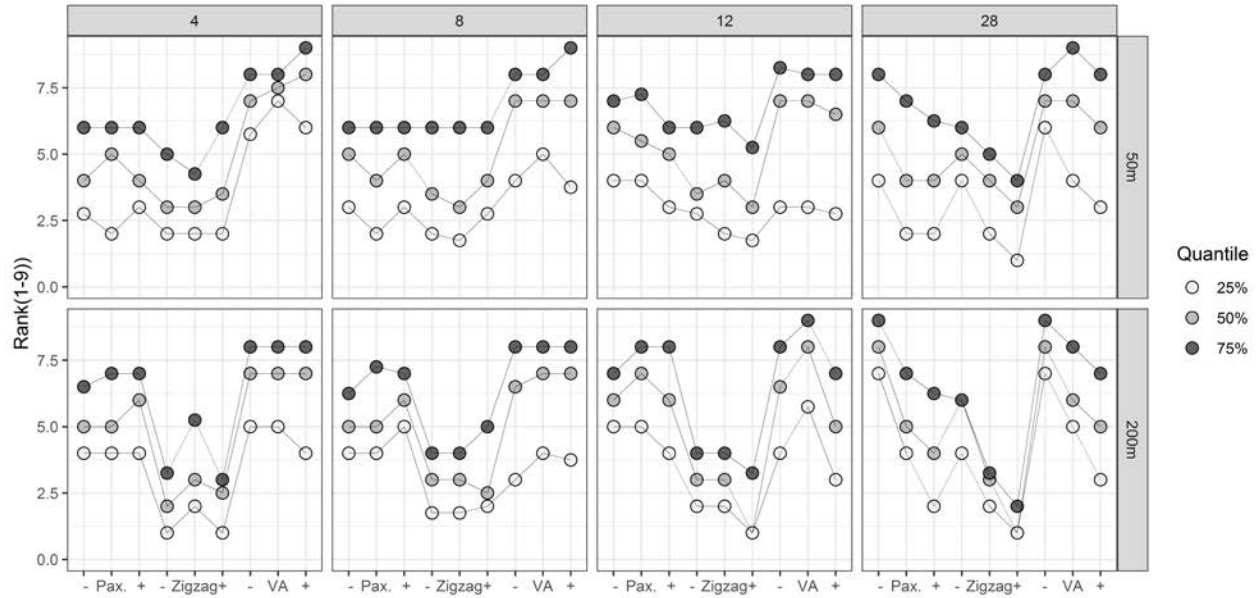 4
8
12
28
Rank(1-9))
7.5
5.0
2.5
0.0
50m
7.5
5.0
2.5
0.0
200m
- Pax. + - Zigzag+ - VA +
- Pax. + - Zigzag+ - VA +
- Pax. + - Zigzag+ - VA +
- Pax. + - Zigzag+ - VA +
Quantile
25%
50%
75%